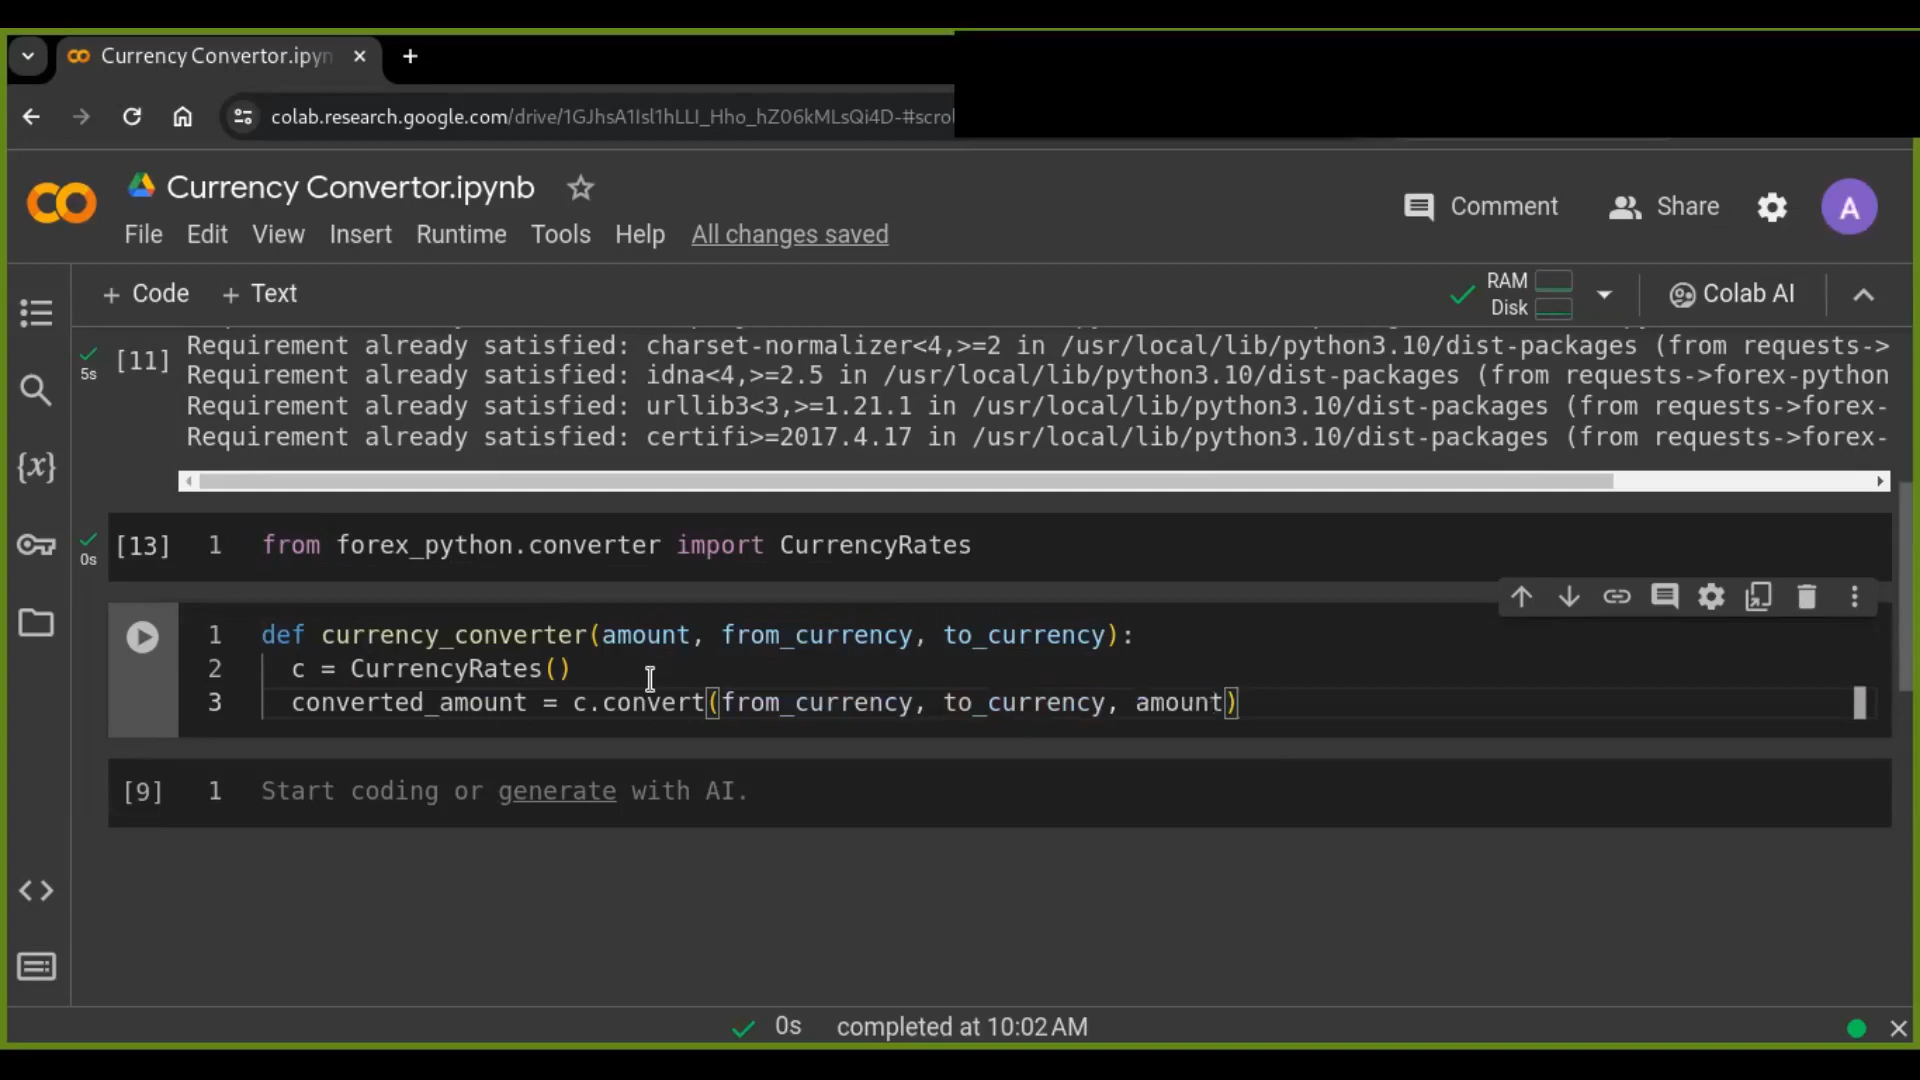 Currency Convertor.ipyn
colab.research.google.com/drive/1GJhsA1Isl1hLLI_Hho_hZ06kMLsQi4D-#scrol
Currency Convertor.ipynb
Comment
Share
A
File Edit View Insert Runtime Tools Help All changes saved
+ Code + Text
RAM
Disk
Colab AI
[11]
5s
Requirement already satisfied: charset-normalizer<4,>=2 in /usr/local/lib/python3.10/dist-packages (from requests->
Requirement already satisfied: idna<4,>=2.5 in /usr/local/lib/python3.10/dist-packages (from requests->forex-python
Requirement already satisfied: urllib3<3,>=1.21.1 in /usr/local/lib/python3.10/dist-packages (from requests->forex-
Requirement already satisfied: certifi>=2017.4.17 in /usr/local/lib/python3.10/dist-packages (from requests->forex-
[13] 1 from forex_python.converter import CurrencyRates
0s
1 def currency_converter(amount, from_currency, to_currency):
2 c = CurrencyRates()
3 converted_amount = c.convert(from_currency, to_currency, amount)
[9] 1 Start coding or generate with AI.
0s completed at 10:02 AM